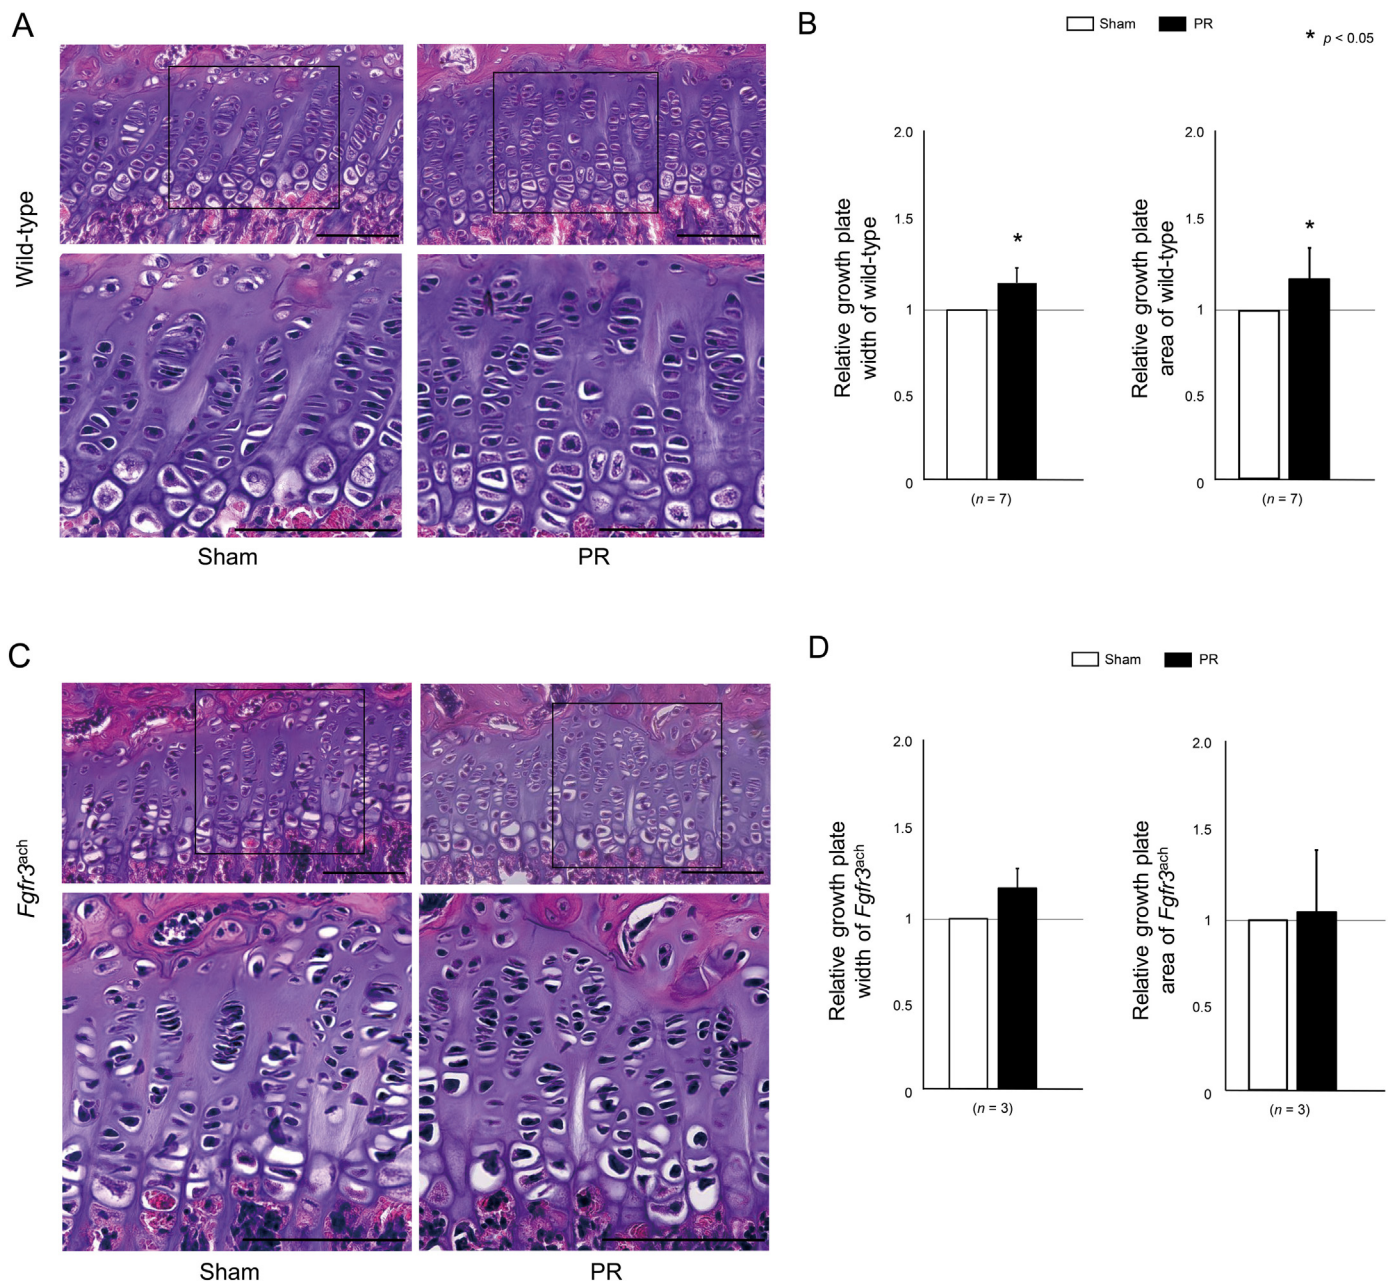 A
Wild-type
Sham
PR
B
Sham
PR
* p < 0.05
Relative growth plate
width of wild-type
2.0
1.5
*
1
0.5
0
(n = 7)
Relative growth plate
area of wild-type
2.0
1.5
*
1
0.5
0
(n = 7)
C
Fgfr3ach
Sham
PR
D
Sham
PR
Relative growth plate
width of Fgfr3ach
2.0
1.5
1
0.5
0
(n = 3)
Relative growth plate
area of Fgfr3ach
2.0
1.5
1
0.5
0
(n = 3)